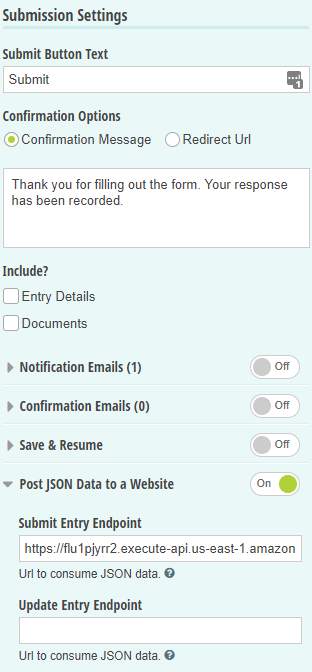 Submission Settings
Submit Button Text
Submit
1
Confirmation Options
Confirmation Message Redirect Url
Thank you for filling out the form. Your response
has been recorded.
Include?
Entry Details
Documents
Notification Emails (1) Off
Confirmation Emails (0) Off
Save & Resume Off
Post JSON Data to a Website On
Submit Entry Endpoint
https://flu1pjyrr2.execute-api.us-east-1.amazon
Url to consume JSON data. ?
Update Entry Endpoint
Url to consume JSON data. ?